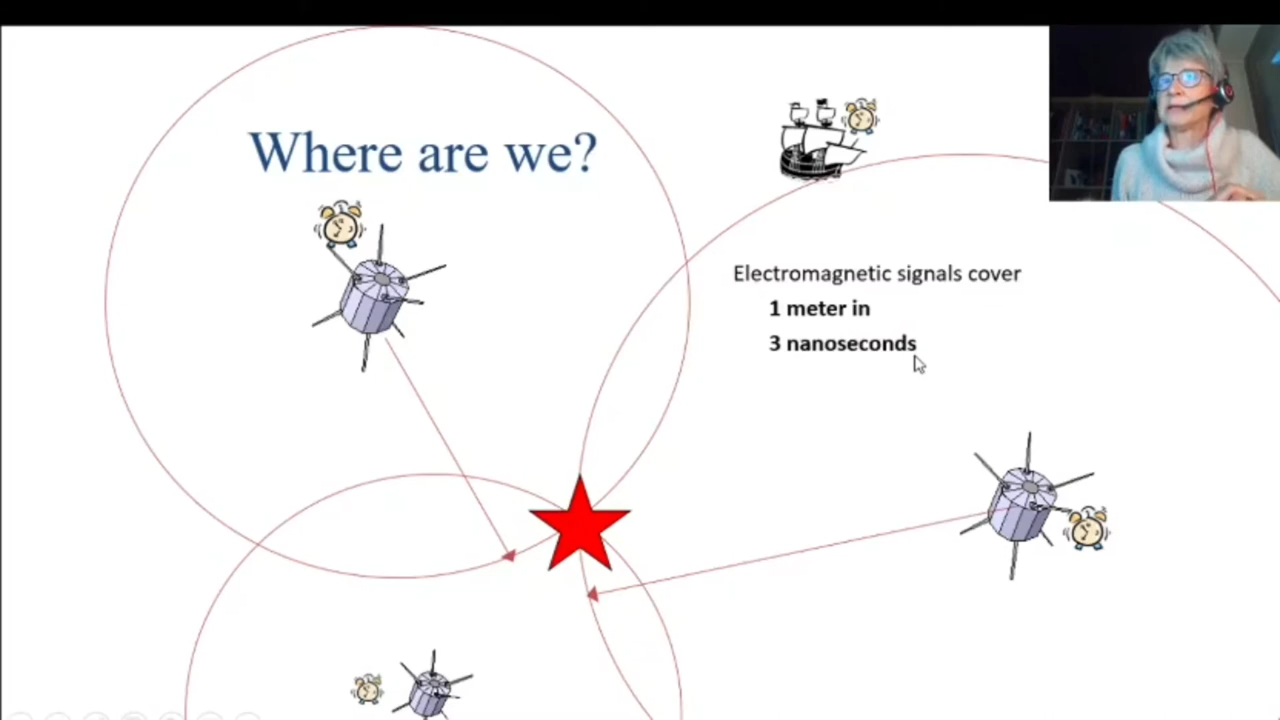 Where are we?
Electromagnetic signals cover
1 meter in
3 nanoseconds